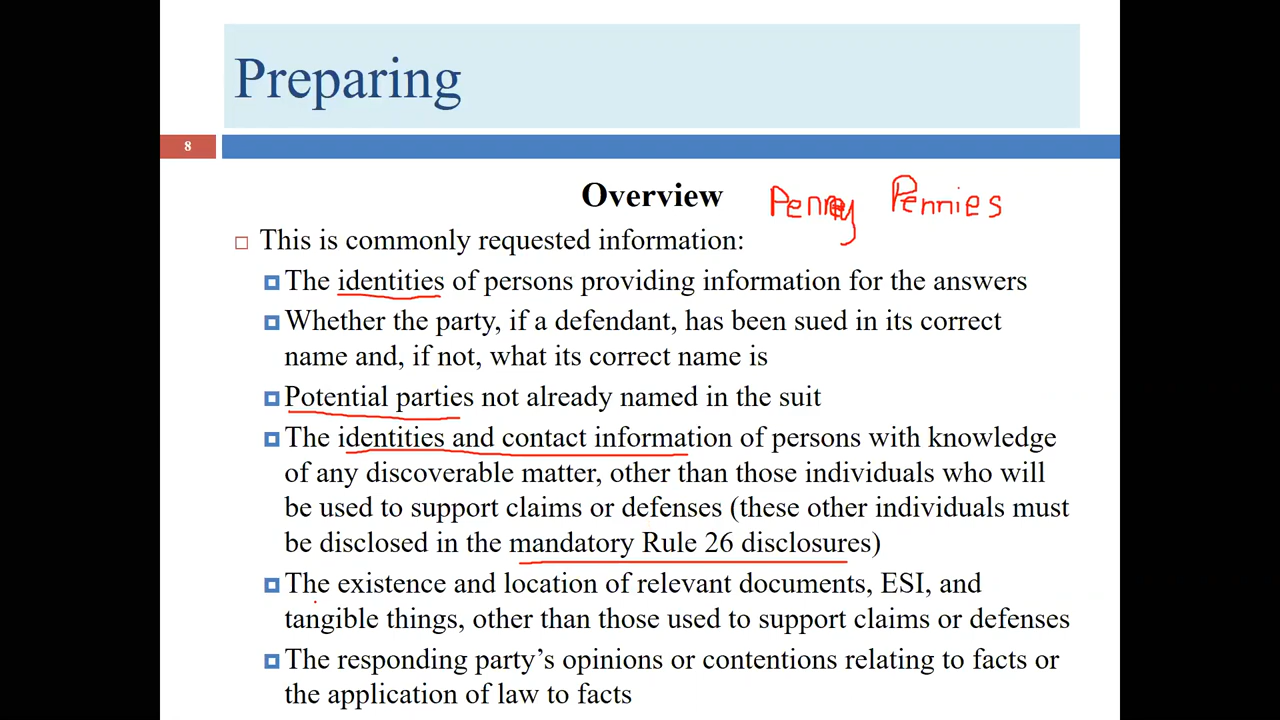 Preparing
8
Overview Penney Pennies
This is commonly requested information:
The identities of persons providing information for the answers
Whether the party, if a defendant, has been sued in its correct
name and, if not, what its correct name is
Potential parties not already named in the suit
The identities and contact information of persons with knowledge
of any discoverable matter, other than those individuals who will
be used to support claims or defenses (these other individuals must
be disclosed in the mandatory Rule 26 disclosures)
The existence and location of relevant documents, ESI, and
tangible things, other than those used to support claims or defenses
The responding party’s opinions or contentions relating to facts or
the application of law to facts